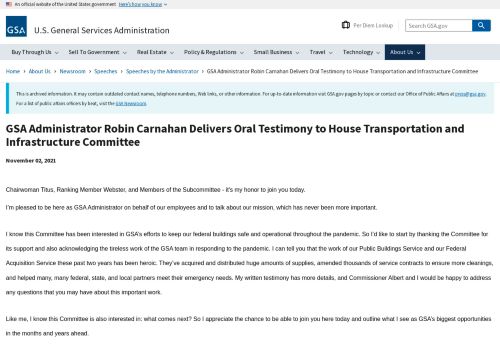 An official website of the United States government Here's how you know
GSA U.S. General Services Administration
Per Diem Lookup
Search GSA.gov
Buy Through Us Sell To Government Real Estate Policy & Regulations Small Business Travel Technology About Us
Home › About Us › Newsroom › Speeches › Speeches by the Administrator › GSA Administrator Robin Carnahan Delivers Oral Testimony to House Transportation and Infrastructure Committee
This is archived information. It may contain outdated contact names, telephone numbers, Web links, or other information. For up-to-date information visit GSA.gov pages by topic or contact our Office of Public Affairs at press@gsa.gov.
For a list of public affairs officers by beat, visit the GSA Newsroom.
GSA Administrator Robin Carnahan Delivers Oral Testimony to House Transportation and
Infrastructure Committee
November 02, 2021
Chairwoman Titus, Ranking Member Webster, and Members of the Subcommittee - it's my honor to join you today.
I'm pleased to be here as GSA Administrator on behalf of our employees and to talk about our mission, which has never been more important.
I know this Committee has been interested in GSA's efforts to keep our federal buildings safe and operational throughout the pandemic. So I'd like to start by thanking the Committee for
its support and also acknowledging the tireless work of the GSA team in responding to the pandemic. I can tell you that the work of our Public Buildings Service and our Federal
Acquisition Service these past two years has been heroic. They've acquired and distributed huge amounts of supplies, amended thousands of service contracts to ensure more cleanings,
and helped many, many federal, state, and local partners meet their emergency needs. My written testimony has more details, and Commissioner Albert and I would be happy to address
any questions that you may have about this important work.
Like me, I know this Committee is also interested in: what comes next? So I appreciate the chance to be able to join you here today and outline what I see as GSA's biggest opportunities
in the months and years ahead.